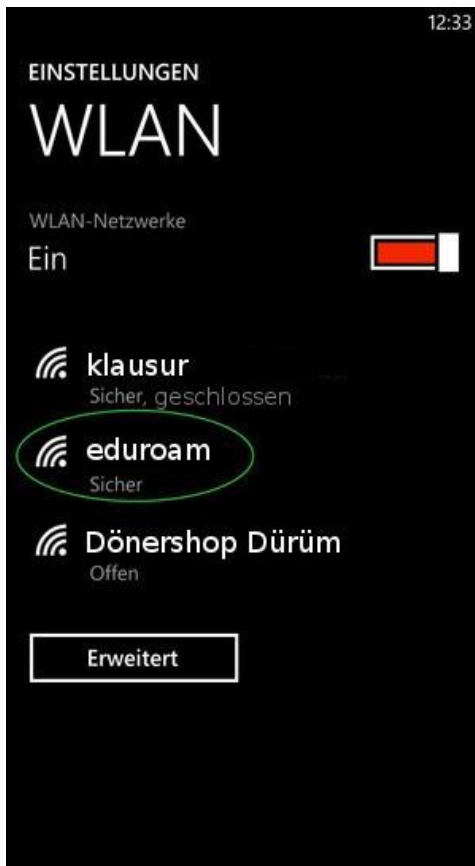 12:33
EINSTELLUNGEN
WLAN
WLAN-Netzwerke
Ein
klausur
Sicher, geschlossen
eduroam
Sicher
Dönershop Dürüm
Offen
Erweitert